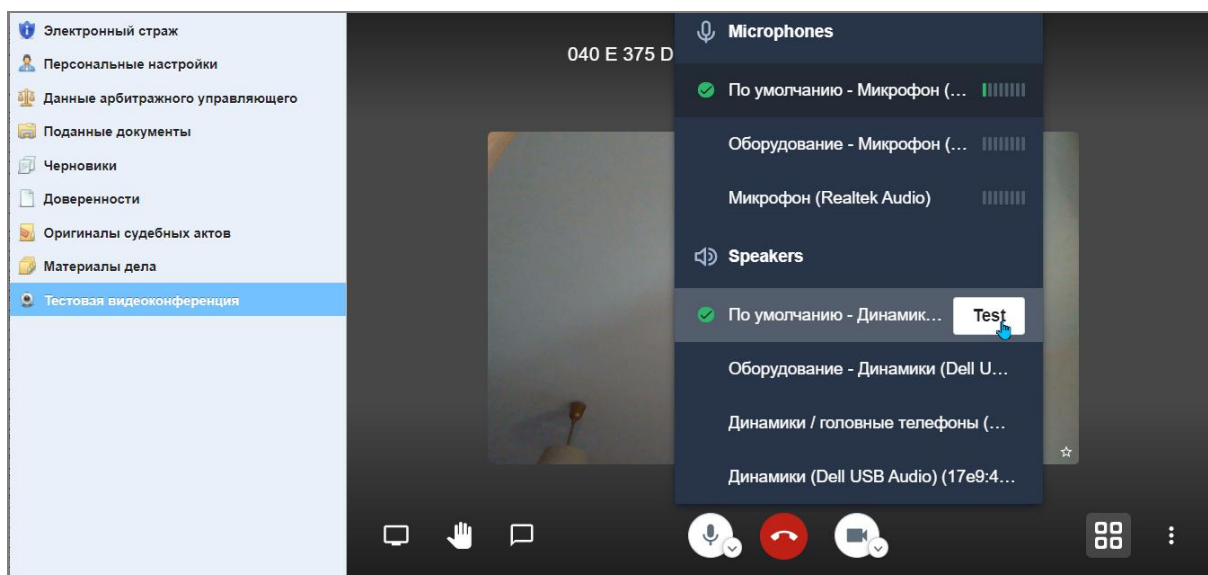 Электронный страж
Персональные настройки
Данные арбитражного управляющего
Поданные документы
Черновики
Доверенности
Оригиналы судебных актов
Материалы дела
Тестовая видеоконференция
040 E 375 D
Microphones
По умолчанию - Микрофон (…
Оборудование - Микрофон (…
Микрофон (Realtek Audio)
Speakers
По умолчанию - Динамик…
Test
Оборудование - Динамики (Dell U…
Динамики / головные телефоны (…
Динамики (Dell USB Audio) (17e9:4…